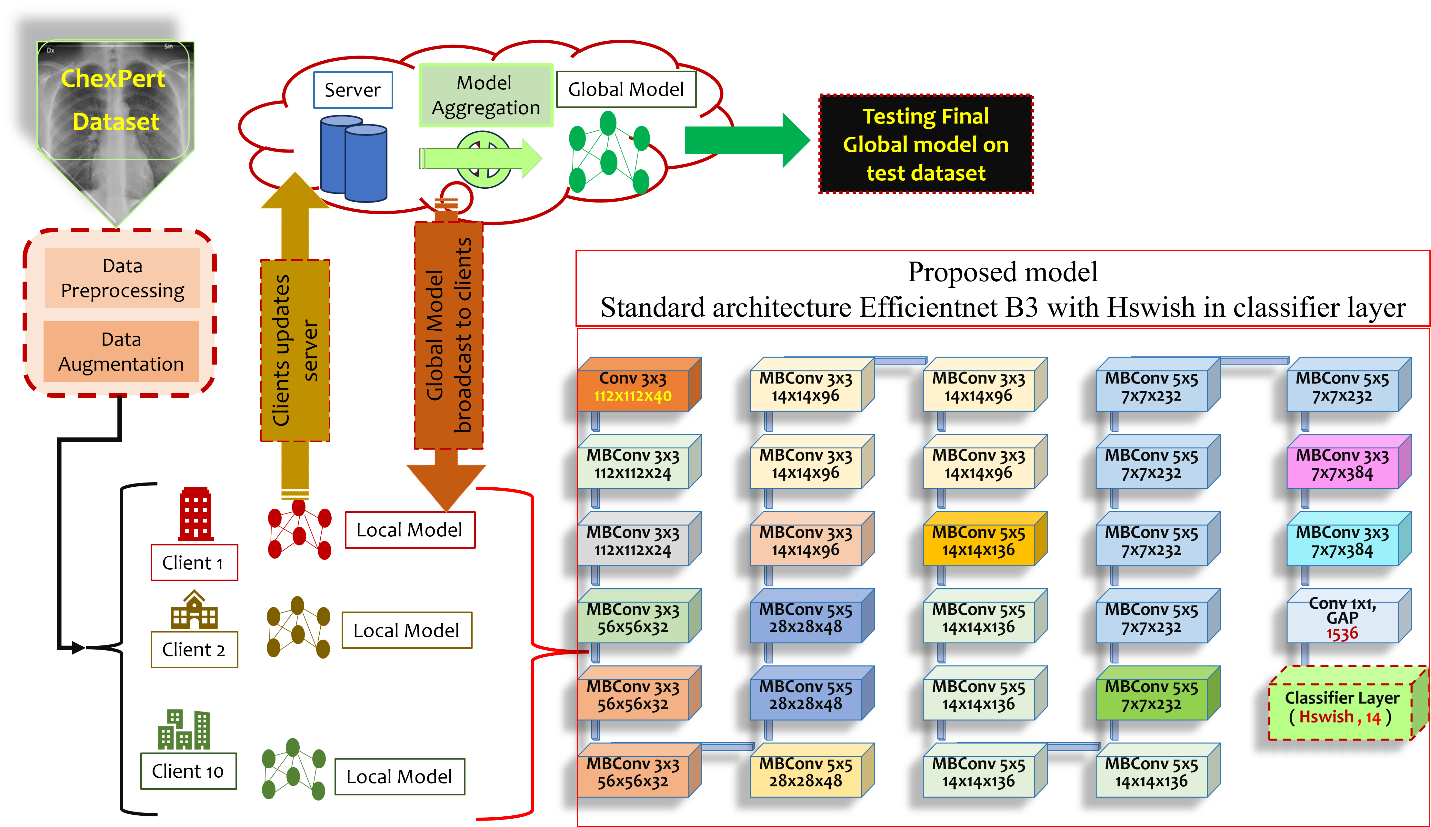 Dx
Sin
ChexPert
Dataset
Server
Model
Aggregation
Global Model
Testing Final
Global model on
test dataset
Data
Preprocessing
Data
Augmentation
Clients updates
server
Global Model
broadcast to clients
Client 1
Local Model
Client 2
Local Model
Client 10
Local Model
Proposed model
Standard architecture Efficientnet B3 with Hswish in classifier layer
Conv 3x3
112x112x40
MBConv 3x3
112x112x24
MBConv 3x3
112x112x24
MBConv 3x3
56x56x32
MBConv 3x3
56x56x32
MBConv 3x3
56x56x32
MBConv 3x3
14x14x96
MBConv 3x3
14x14x96
MBConv 3x3
14x14x96
MBConv 5x5
28x28x48
MBConv 5x5
28x28x48
MBConv 5x5
28x28x48
MBConv 3x3
14x14x96
MBConv 3x3
14x14x96
MBConv 5x5
14x14x136
MBConv 5x5
14x14x136
MBConv 5x5
14x14x136
MBConv 5x5
14x14x136
MBConv 5x5
7x7x232
MBConv 5x5
7x7x232
MBConv 5x5
7x7x232
MBConv 5x5
7x7x232
MBConv 5x5
7x7x232
MBConv 5x5
14x14x136
MBConv 5x5
7x7x232
MBConv 3x3
7x7x384
MBConv 3x3
7x7x384
Conv 1x1,
GAP
1536
Classifier Layer
( Hswish , 14 )